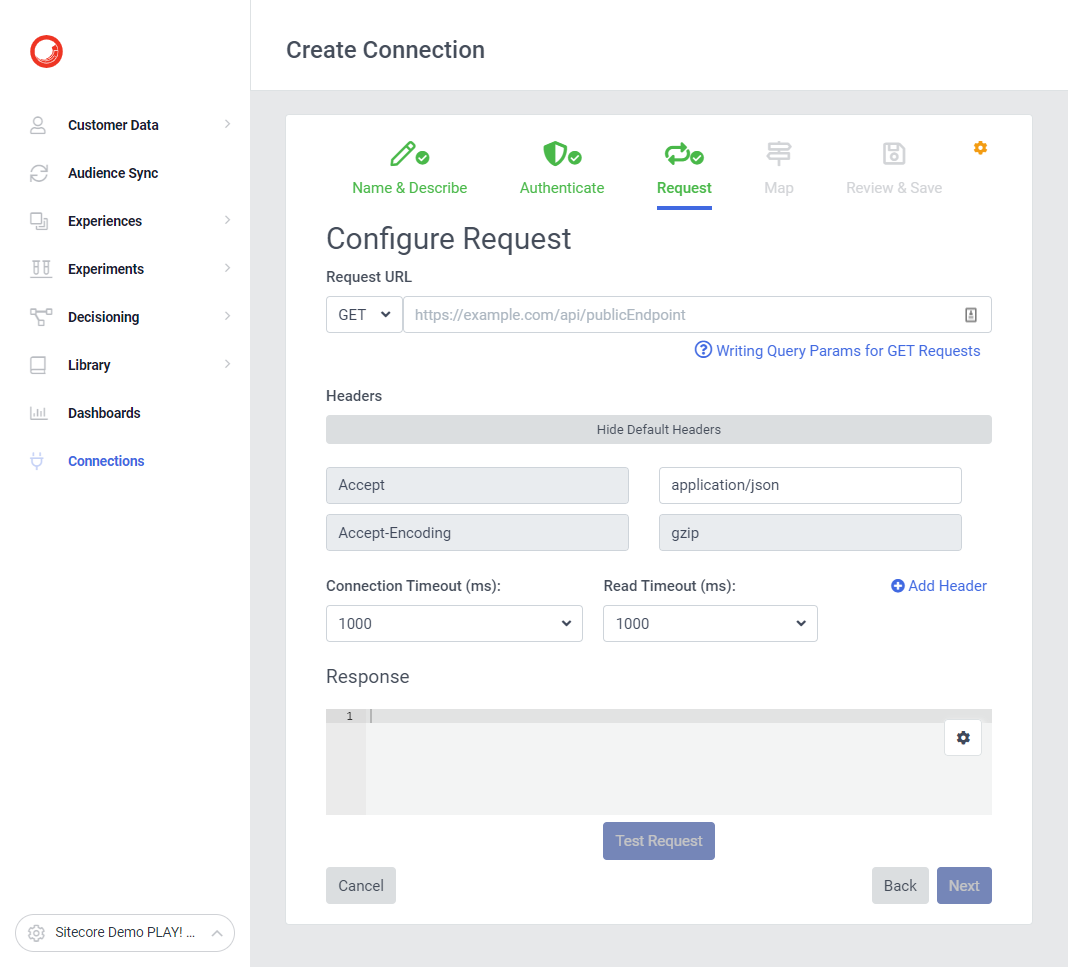 Create Connection
Customer Data
Audience Sync
Experiences
Experiments
Decisioning
Library
Dashboards
Connections
Sitecore Demo PLAY! ...
Name & Describe
Authenticate
Request
Map
Review & Save
Configure Request
Request URL
GET
https://example.com/api/publicEndpoint
Writing Query Params for GET Requests
Headers
Hide Default Headers
Accept
application/json
Accept-Encoding
gzip
Connection Timeout (ms):
Read Timeout (ms):
Add Header
1000
1000
Response
1
Test Request
Cancel
Back
Next